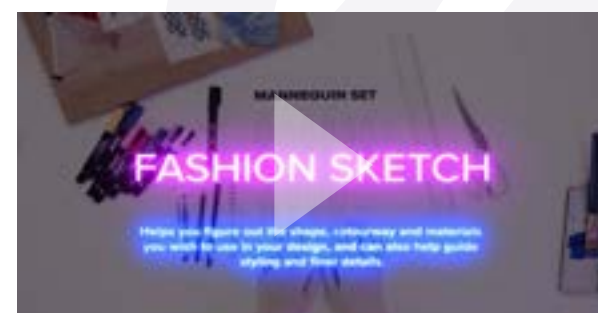 MANNEQUIN SET
FASHION SKETCH
Helps you figure out the shape, colourway and materials
you wish to use in your design, and can also help guide
styling and finer details.